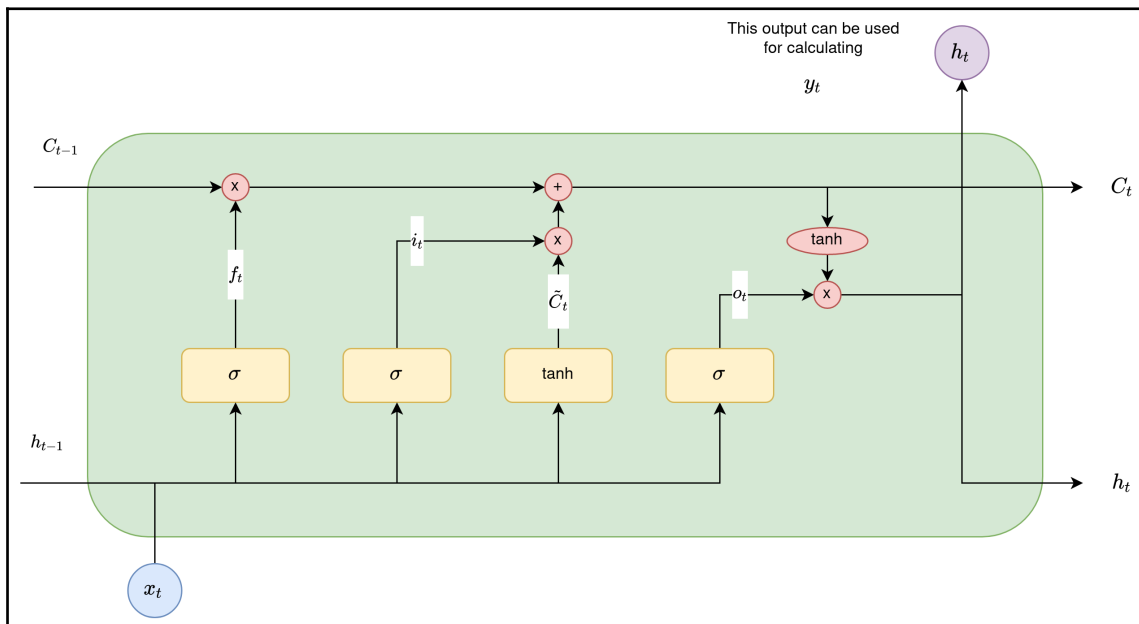 This output can be used
for calculating
y_t
h_t
C_{t-1}
x
+
C_t
i_t
x
tanh
f_t
C̃_t
o_t
x
σ
σ
tanh
σ
h_{t-1}
h_t
x_t